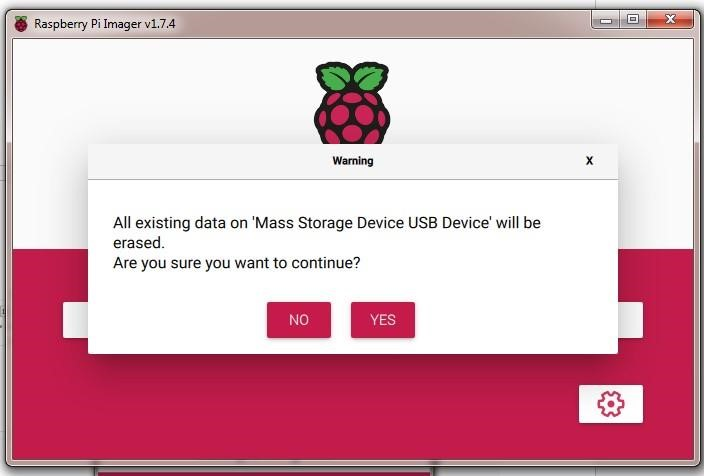 Raspberry Pi Imager v1.7.4
Warning
X
All existing data on 'Mass Storage Device USB Device' will be
erased.
Are you sure you want to continue?
NO
YES